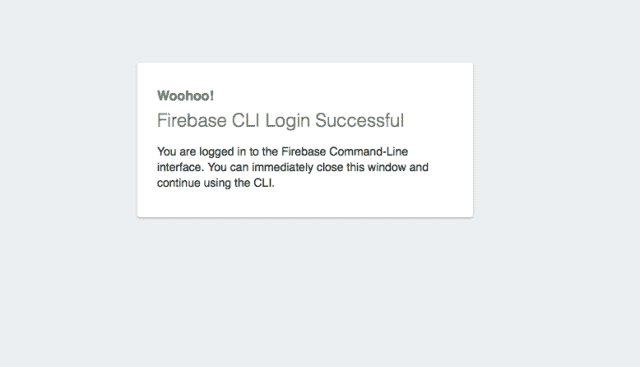 Woohoo!
Firebase CLI Login Successful
You are logged in to the Firebase Command-Line
interface. You can immediately close this window and
continue using the CLI.